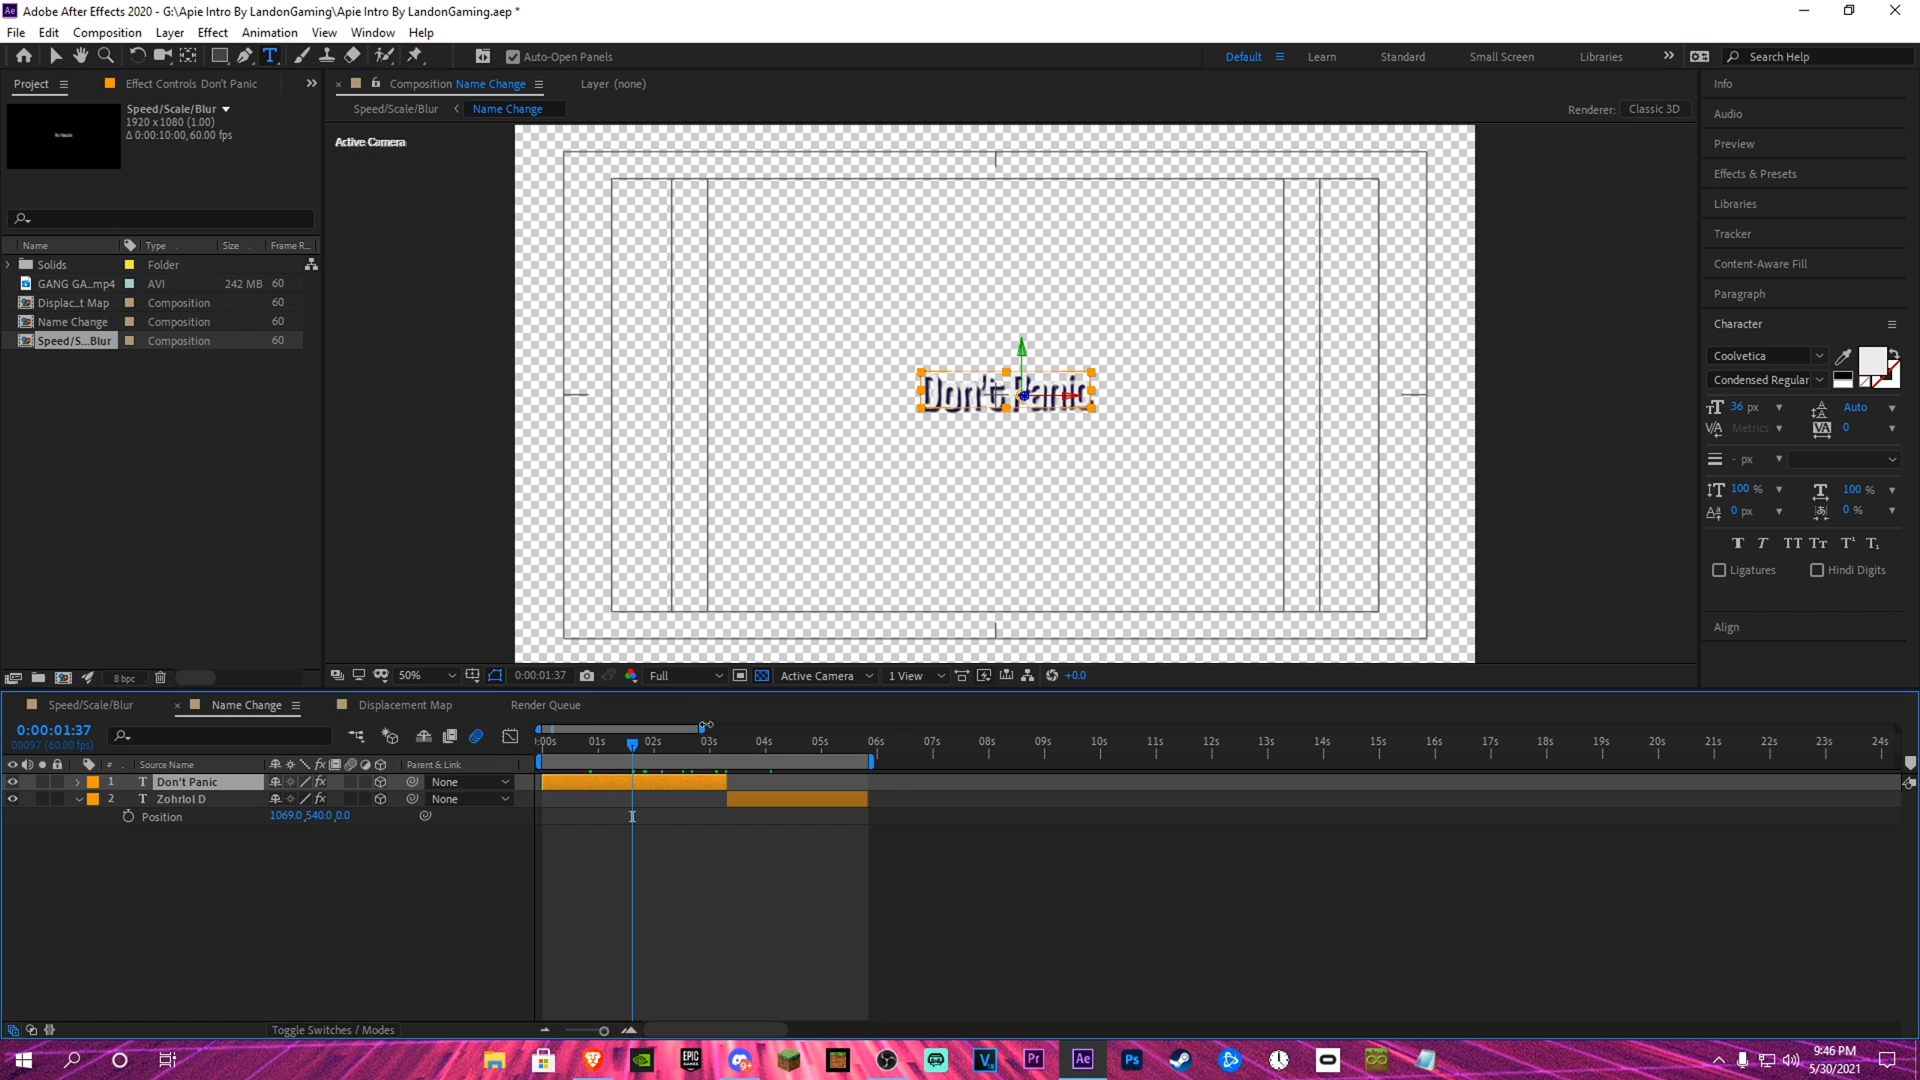 Adobe After Effects 2020 - G:\Apie Intro By LandonGaming\Apie Intro By LandonGaming.aep *
File Edit Composition Layer Effect Animation View Window Help
Auto-Open Panels
Default Learn Standard Small Screen Libraries Search Help
Project Effect Controls Don't Panic
Composition Name Change Layer (none)
Speed/Scale/Blur
1920 x 1080 (1.00)
Δ 0:00:10:00, 60.00 fps
Speed/Scale/Blur Name Change
Renderer: Classic 3D
Active Camera
Name Type Size Frame R...
Solids Folder
GANG GA_mp4 AVI 242 MB 60
Displac_t Map Composition 60
Name Change Composition 60
Speed/S...Blur Composition 60
Don't Panic
Info
Audio
Preview
Effects & Presets
Libraries
Tracker
Content-Aware Fill
Paragraph
Character
Coolvetica
Condensed Regular
36 px Auto
Metrics 0
- px
100 % 100 %
0 px 0 %
Ligatures Hindi Digits
Align
8 bpc
50% 0:00:01:37 Full Active Camera 1 View +0.0
Speed/Scale/Blur Name Change Displacement Map Render Queue
0:00:01:37
00097 (60.00 fps)
:00s 01s 02s 03s 04s 05s 06s 07s 08s 09s 10s 11s 12s 13s 14s 15s 16s 17s 18s 19s 20s 21s 22s 23s 24s
# Source Name Parent & Link
1 T Don't Panic None
2 T Zohrlol D None
Position 1069.0,540.0,0.0
Toggle Switches / Modes
9:46 PM
5/30/2021